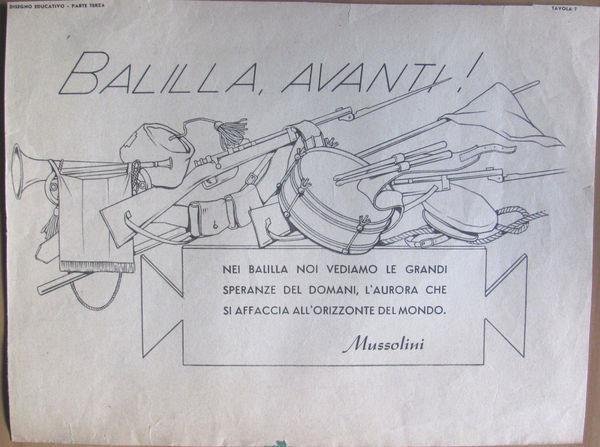 DISEGNO EDUCATIVO - PARTE TERZA
TAVOLA 7
BALILLA, AVANTI!
NEI BALILLA NOI VEDIAMO LE GRANDI
SPERANZE DEL DOMANI, L'AURORA CHE
SI AFFACCIA ALL'ORIZZONTE DEL MONDO.
Mussolini